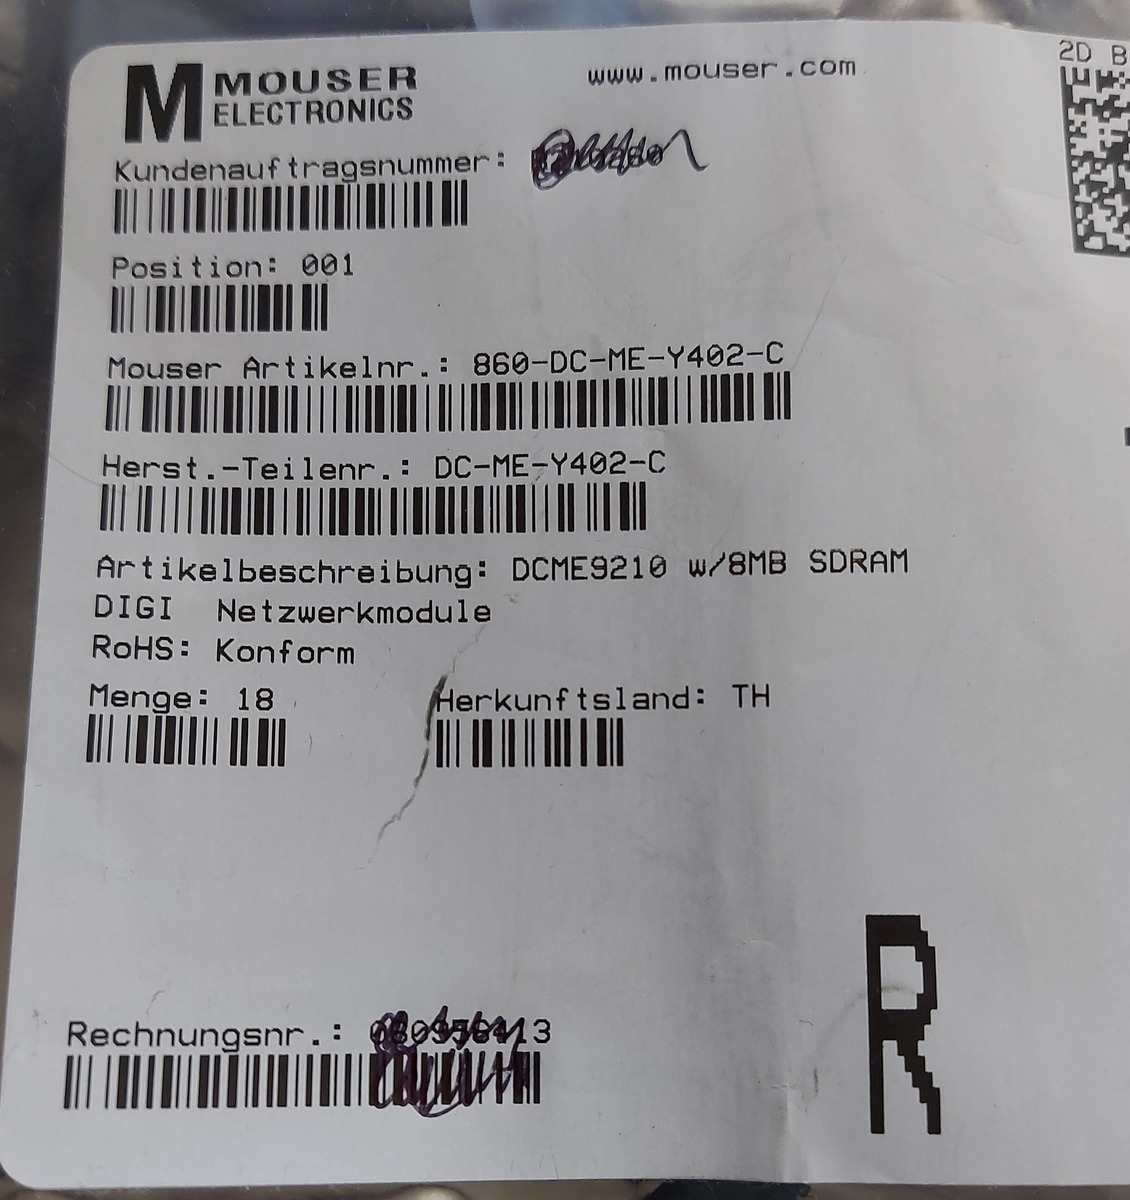 M MOUSER
ELECTRONICS
www.mouser.com
2D B
Kundenauftragsnummer:
Position: 001
Mouser Artikelnr.: 860-DC-ME-Y402-C
Herst.-Teilenr.: DC-ME-Y402-C
Artikelbeschreibung: DCME9210 w/8MB SDRAM
DIGI Netzwerkmodule
RoHS: Konform
Menge: 18
Herkunftsland: TH
Rechnungsnr.:
R